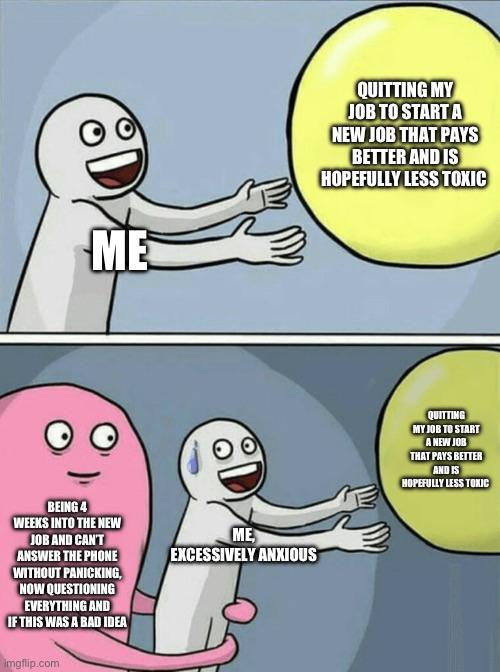 QUITTING MY
JOB TO START A
NEW JOB THAT PAYS
BETTER AND IS
HOPEFULLY LESS TOXIC
ME
QUITTING
MY JOB TO START
A NEW JOB
THAT PAYS BETTER
AND IS
HOPEFULLY LESS TOXIC
BEING 4
WEEKS INTO THE NEW
JOB AND CAN'T
ANSWER THE PHONE
WITHOUT PANICKING,
NOW QUESTIONING
EVERYTHING AND
IF THIS WAS A BAD IDEA
ME,
EXCESSIVELY ANXIOUS
imgflip.com